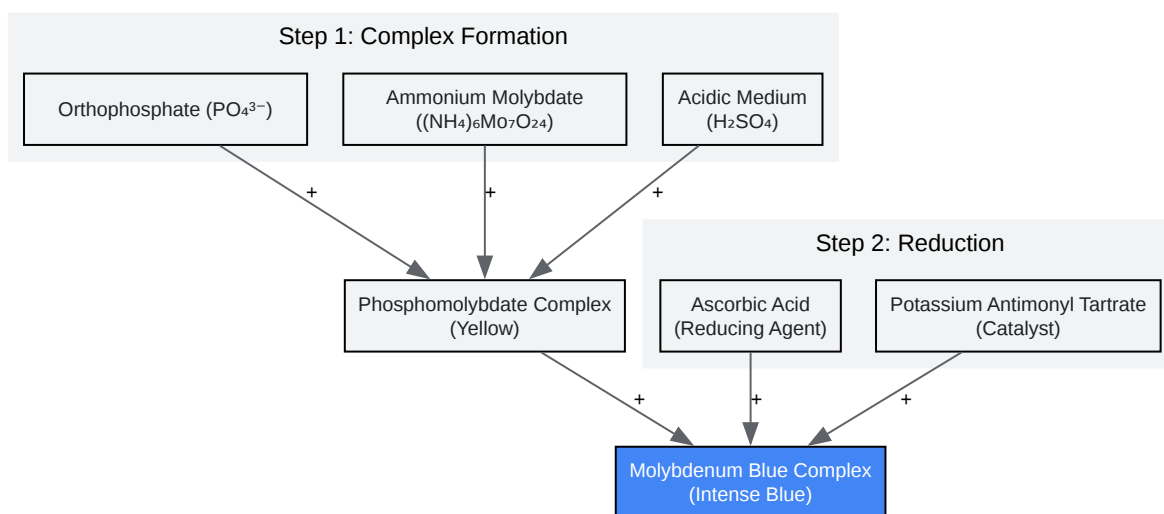 Step 1: Complex Formation
Orthophosphate (PO₄³⁻)
Ammonium Molybdate
((NH₄)₆Mo₇O₂₄)
Acidic Medium
(H₂SO₄)
+
+
+
Step 2: Reduction
Phosphomolybdate Complex
(Yellow)
Ascorbic Acid
(Reducing Agent)
Potassium Antimonyl Tartrate
(Catalyst)
+
+
+
Molybdenum Blue Complex
(Intense Blue)